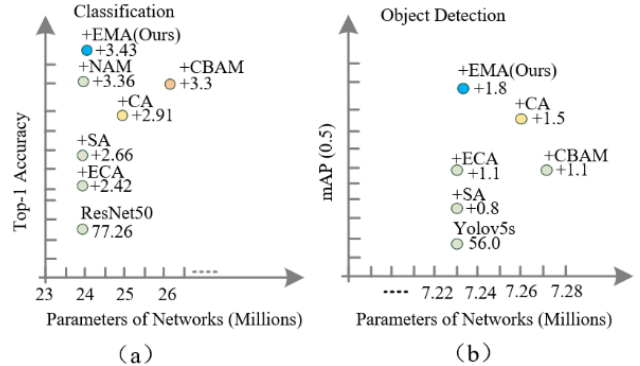 Classification
+EMA(Ours)
+3.43
+NAM
+3.36
+CBAM
+3.3
+CA
+2.91
+SA
+2.66
+ECA
+2.42
ResNet50
77.26
Top-1 Accuracy
23 24 25 26
Parameters of Networks (Millions)
(a)
Object Detection
+EMA(Ours)
+1.8
+CA
+1.5
+ECA
+1.1
+CBAM
+1.1
+SA
+0.8
Yolov5s
56.0
mAP (0.5)
7.22 7.24 7.26 7.28
Parameters of Networks (Millions)
(b)